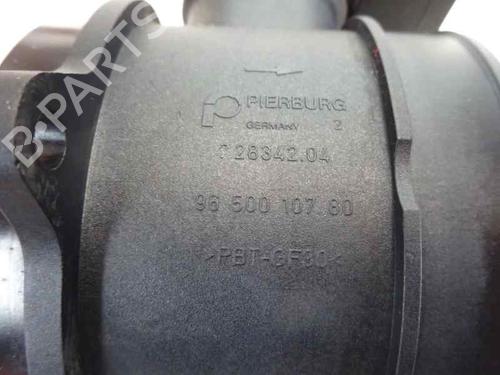 B-PARTS
PIERBURG
GERMANY 2
7.28342.04
96 500 107 80
>PBT-GF30<